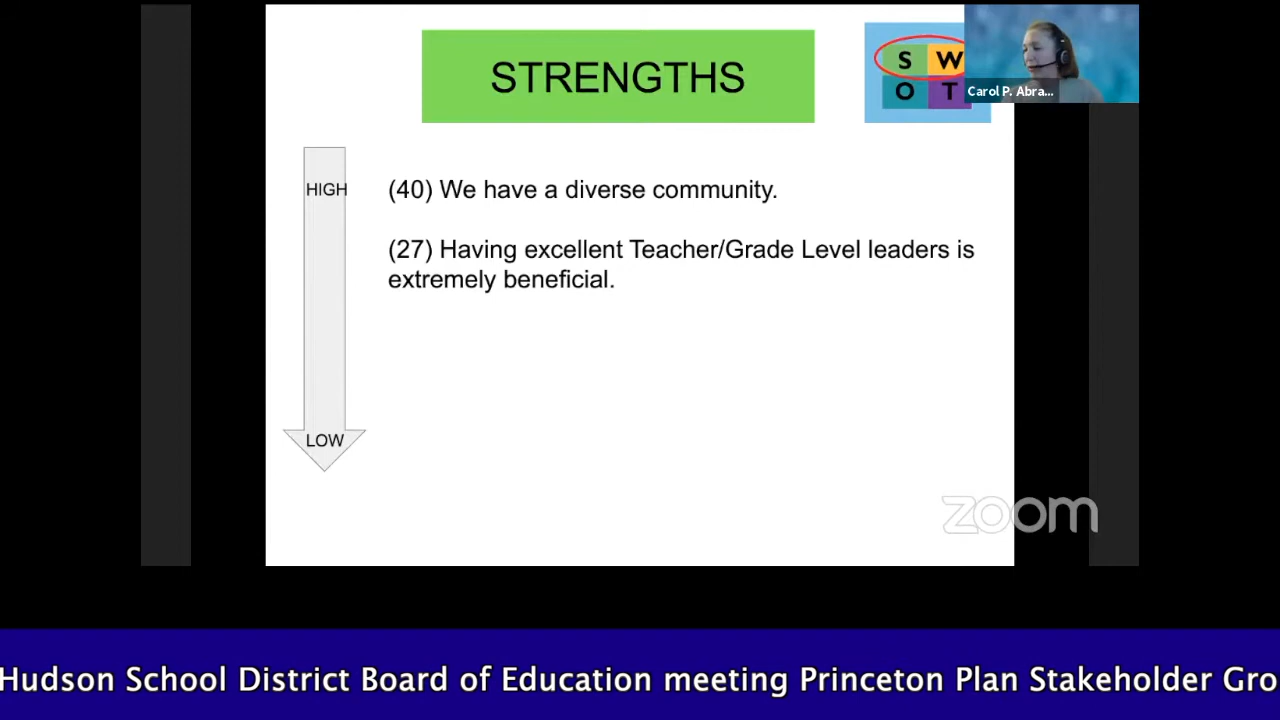 STRENGTHS
S W
O T
Carol P. Abra...
HIGH
(40) We have a diverse community.
(27) Having excellent Teacher/Grade Level leaders is
extremely beneficial.
LOW
zoom
Hudson School District Board of Education meeting Princeton Plan Stakeholder Gro